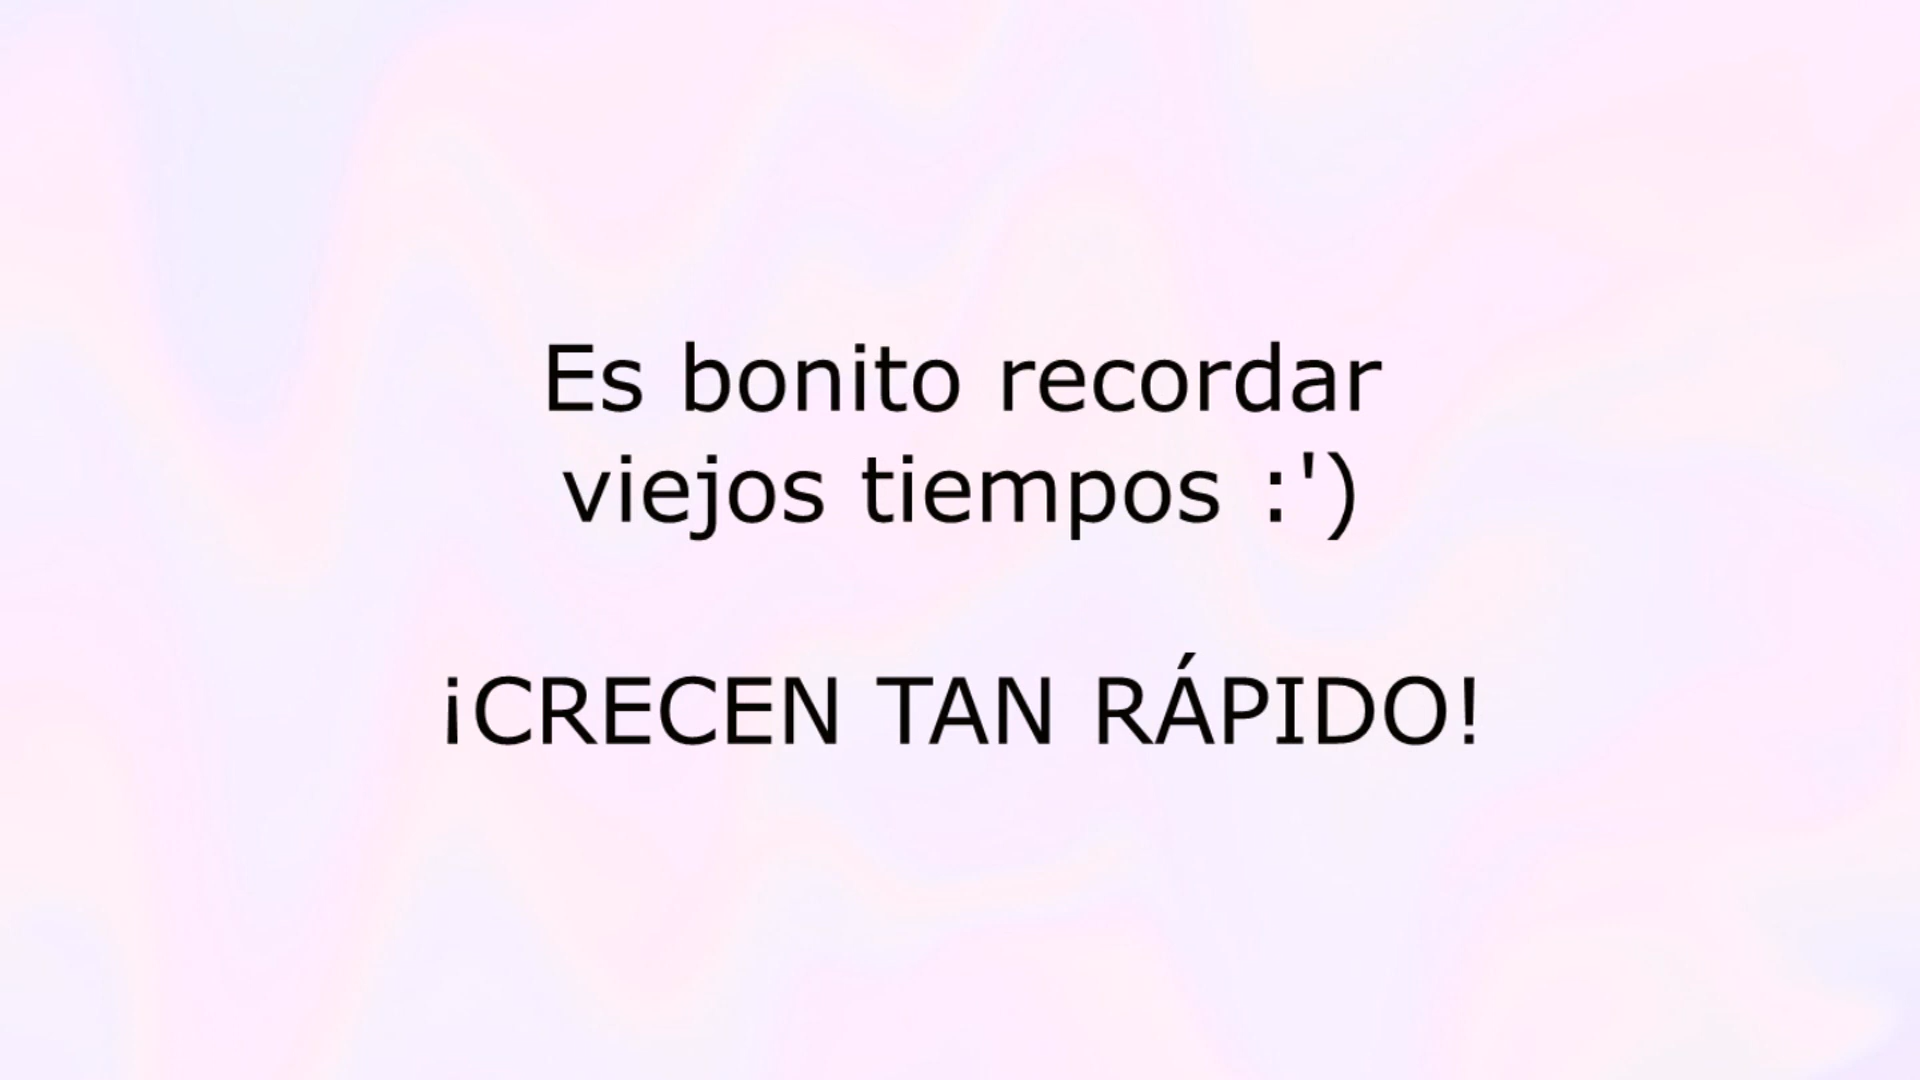 Es bonito recordar
viejos tiempos :')
¡CRECEN TAN RÁPIDO!